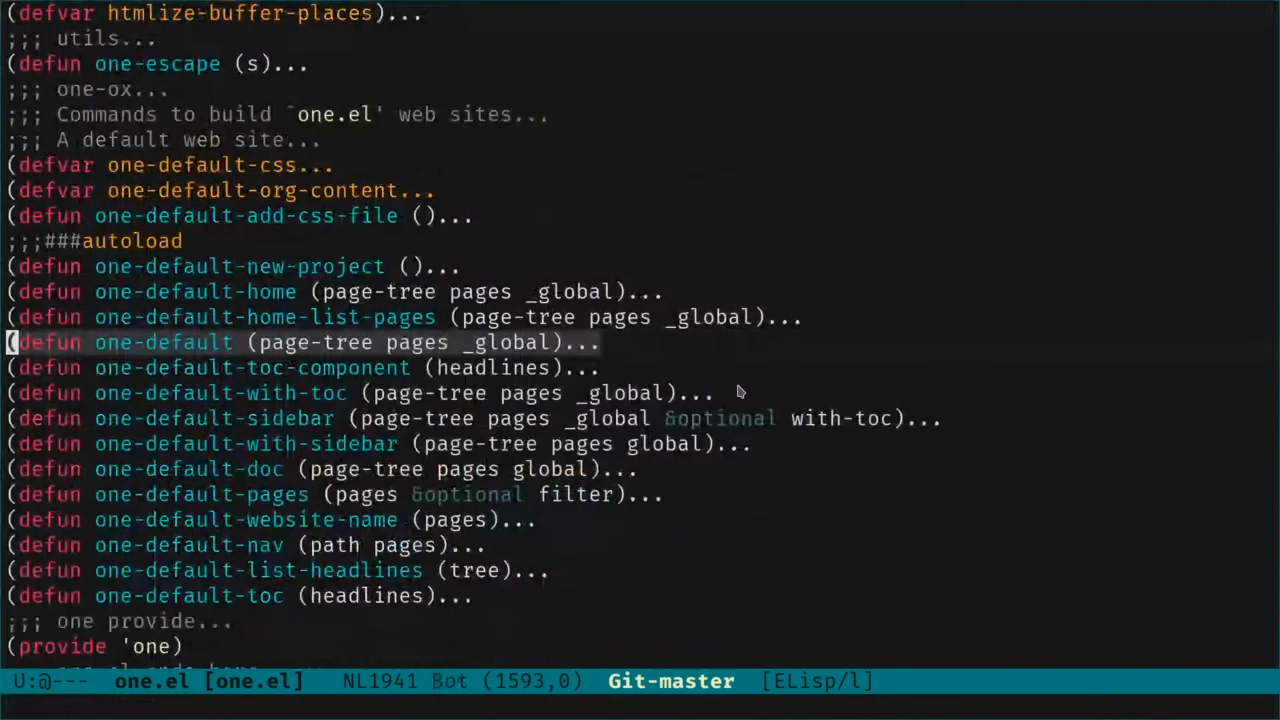 (defvar htmlize-buffer-places)...
;;; utils...
(defun one-escape (s)...
;;; one-ox...
;;; Commands to build `one.el' web sites...
;;; A default web site...
(defvar one-default-css...
(defvar one-default-org-content...
(defun one-default-add-css-file ()...
;;;###autoload
(defun one-default-new-project ()...
(defun one-default-home (page-tree pages _global)...
(defun one-default-home-list-pages (page-tree pages _global)...
(defun one-default (page-tree pages _global)...
(defun one-default-toc-component (headlines)...
(defun one-default-with-toc (page-tree pages _global)...
(defun one-default-sidebar (page-tree pages _global &optional with-toc)...
(defun one-default-with-sidebar (page-tree pages global)...
(defun one-default-doc (page-tree pages global)...
(defun one-default-pages (pages &optional filter)...
(defun one-default-website-name (pages)...
(defun one-default-nav (path pages)...
(defun one-default-list-headlines (tree)...
(defun one-default-toc (headlines)...
;;; one provide...
(provide 'one)
U:@--- one.el [one.el] NL1941 Bot (1593,0) Git-master [ELisp/l]